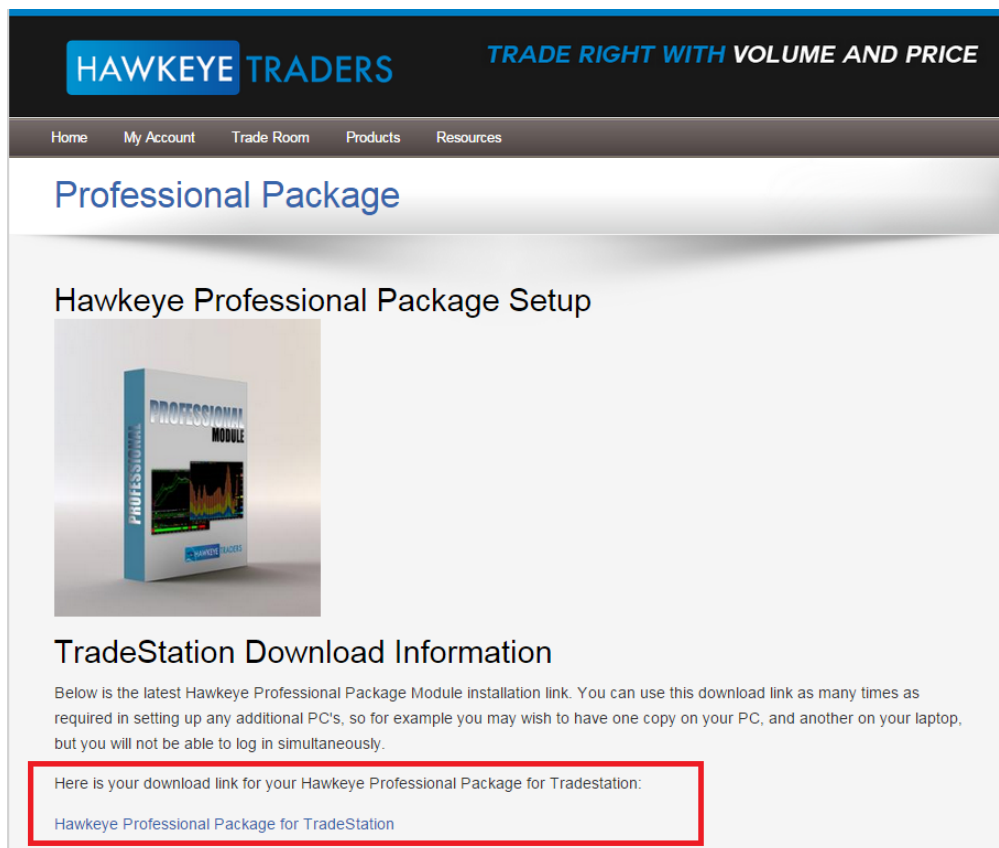 HAWKEYE TRADERS
TRADE RIGHT WITH VOLUME AND PRICE
Home My Account Trade Room Products Resources
Professional Package
Hawkeye Professional Package Setup
PROFESSIONAL
PROFESSIONAL
MODULE
HAWKEYE TRADERS
TradeStation Download Information
Below is the latest Hawkeye Professional Package Module installation link. You can use this download link as many times as
required in setting up any additional PC's, so for example you may wish to have one copy on your PC, and another on your laptop,
but you will not be able to log in simultaneously.
Here is your download link for your Hawkeye Professional Package for Tradestation:
Hawkeye Professional Package for TradeStation